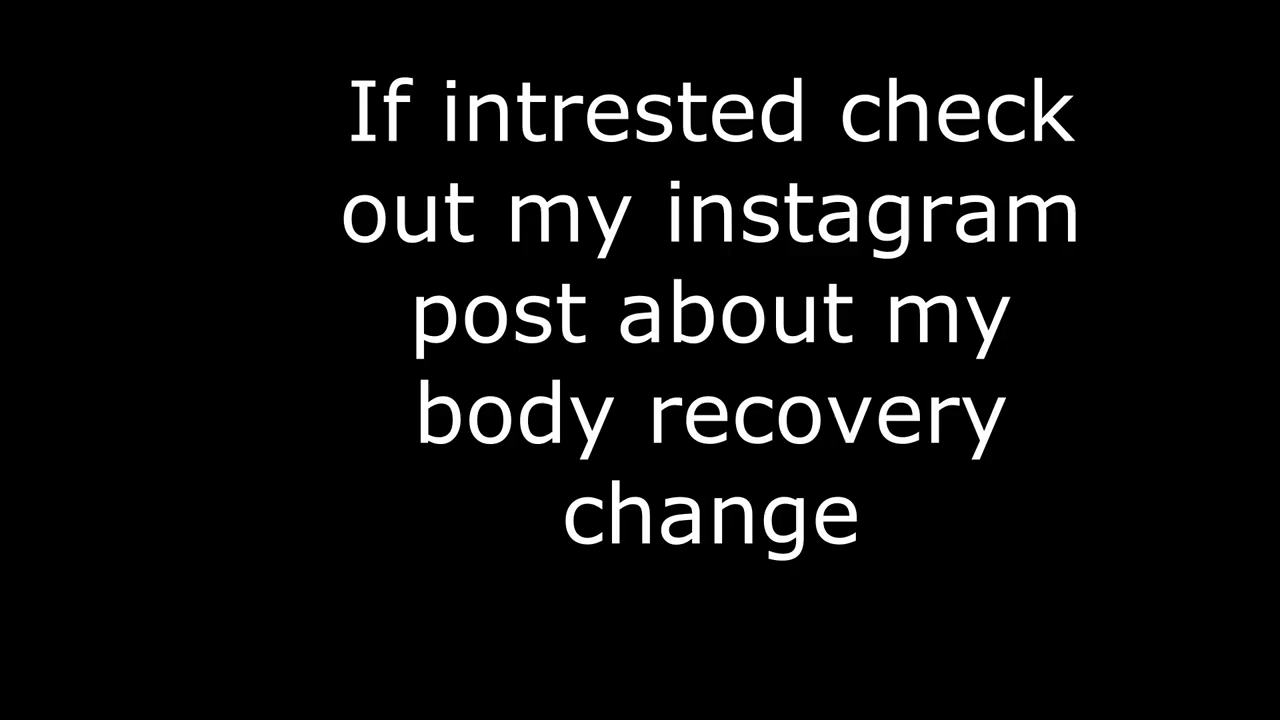 If intrested check
out my instagram
post about my
body recovery
change